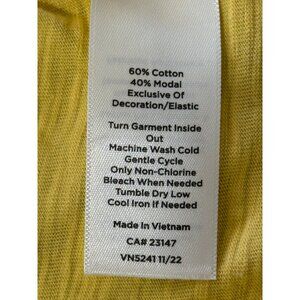 60% Cotton
40% Modal
Exclusive Of
Decoration/Elastic
Turn Garment Inside
Out
Machine Wash Cold
Gentle Cycle
Only Non-Chlorine
Bleach When Needed
Tumble Dry Low
Cool Iron if Needed
Made In Vietnam
CA# 23147
VN5241 11/22